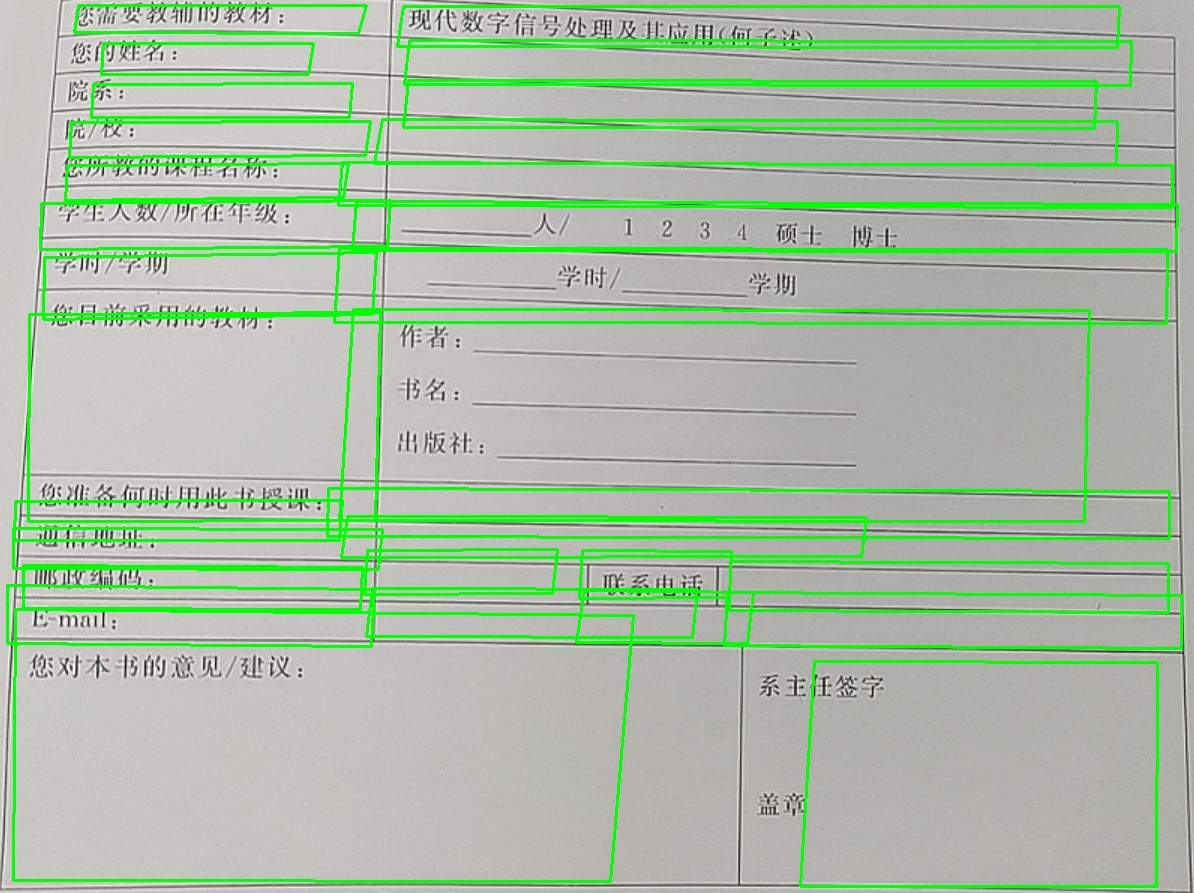 您需要教辅的教材： 现代数字信号处理及其应用(何子述)
您的姓名：
院系：
院/校：
您所教的课程名称：
学生人数/所在年级： ________人/ 1 2 3 4 硕士 博士
学时/学期 ________学时/________学期
您目前采用的教材： 作者：
书名：
出版社：
您准备何时用此书授课：
通信地址：
邮政编码： 联系电话
E-mail：
您对本书的意见/建议： 系主任签字
盖章